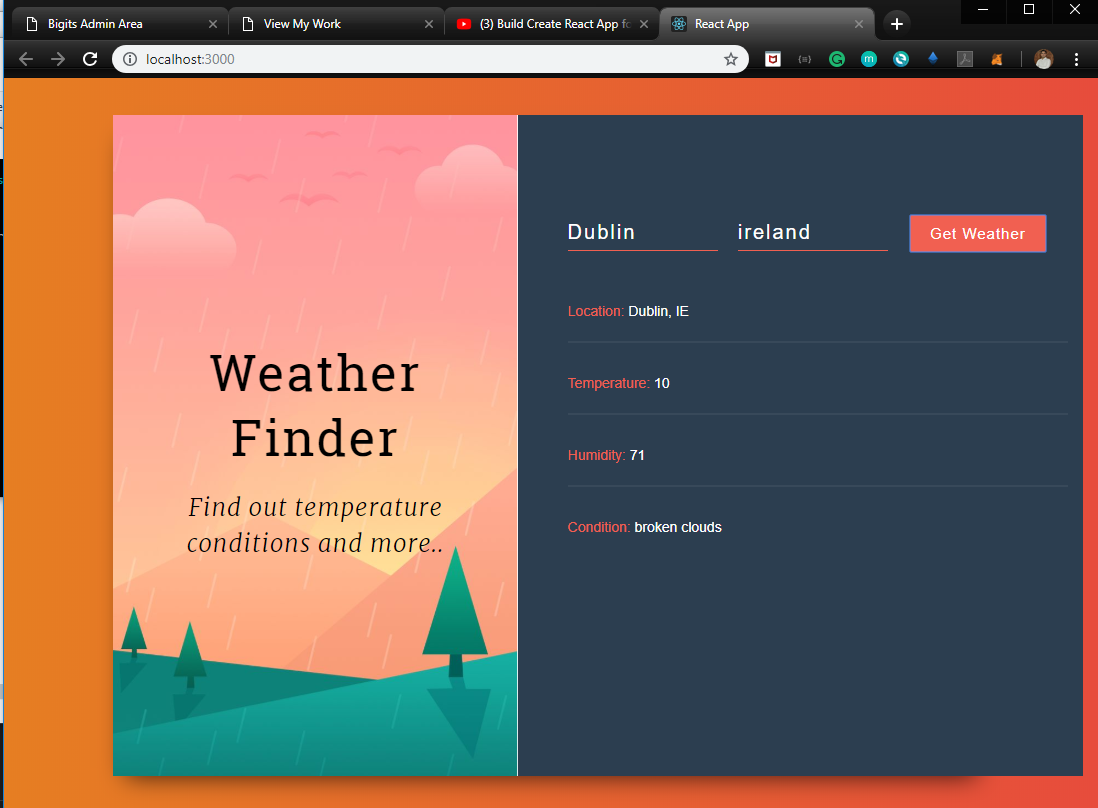 Bigits Admin Area
View My Work
(3) Build Create React App fo
React App
localhost:3000
Dublin
ireland
Get Weather
Location: Dublin, IE
Temperature: 10
Humidity: 71
Condition: broken clouds
Weather
Finder
Find out temperature
conditions and more..